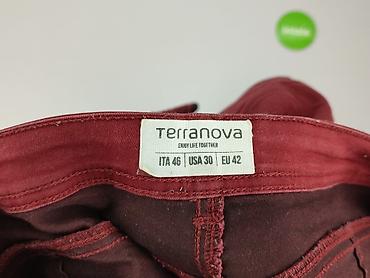 Terranova
ENJOY LIFE TOGETHER
ITA 46 USA 30 EU 42